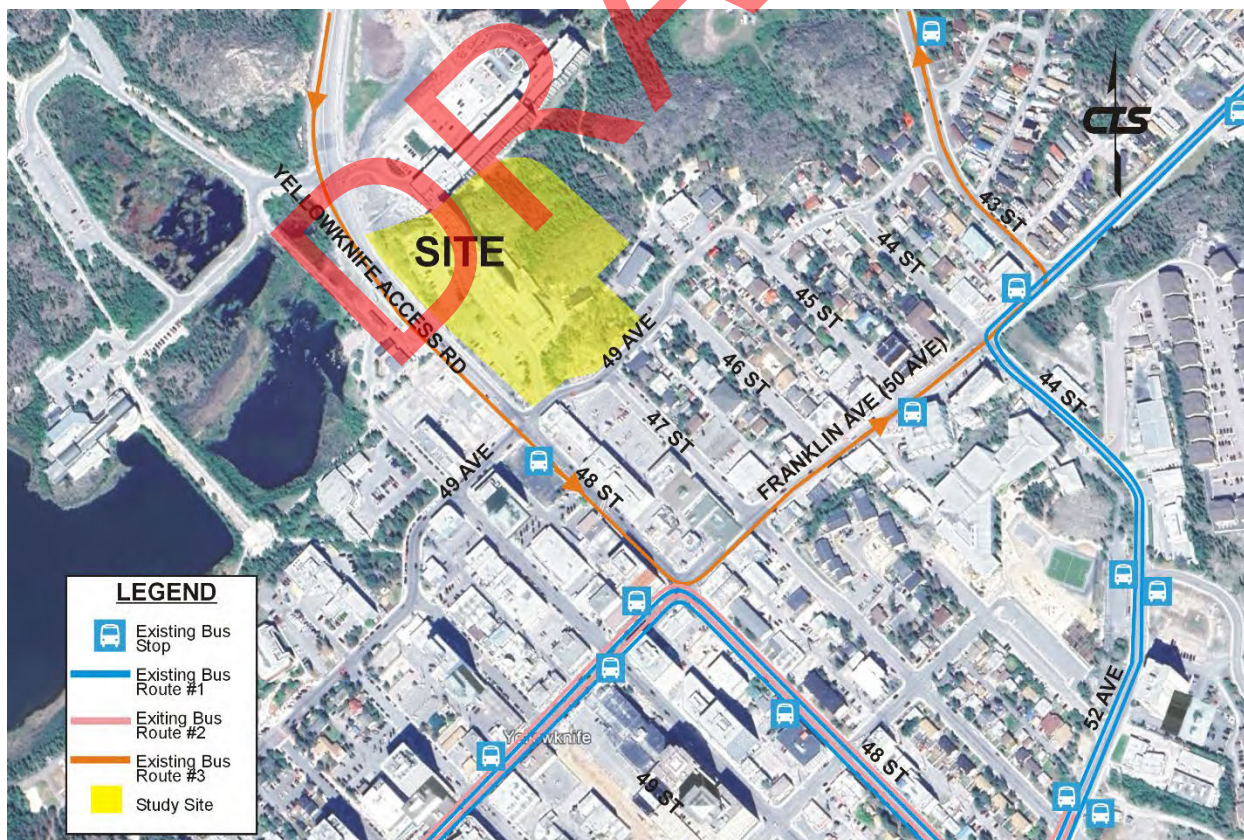 DRA
CTS
YELLOWKNIFE ACCESS RD
SITE
43 ST
44 ST
45 ST
49 AVE
46 ST
FRANKLIN AVE (50 AVE)
44 ST
47 ST
49 AVE
48 ST
52 AVE
Yellowknife
48 ST
49 ST
LEGEND
Existing Bus
Stop
Existing Bus
Route #1
Exiting Bus
Route #2
Existing Bus
Route #3
Study Site